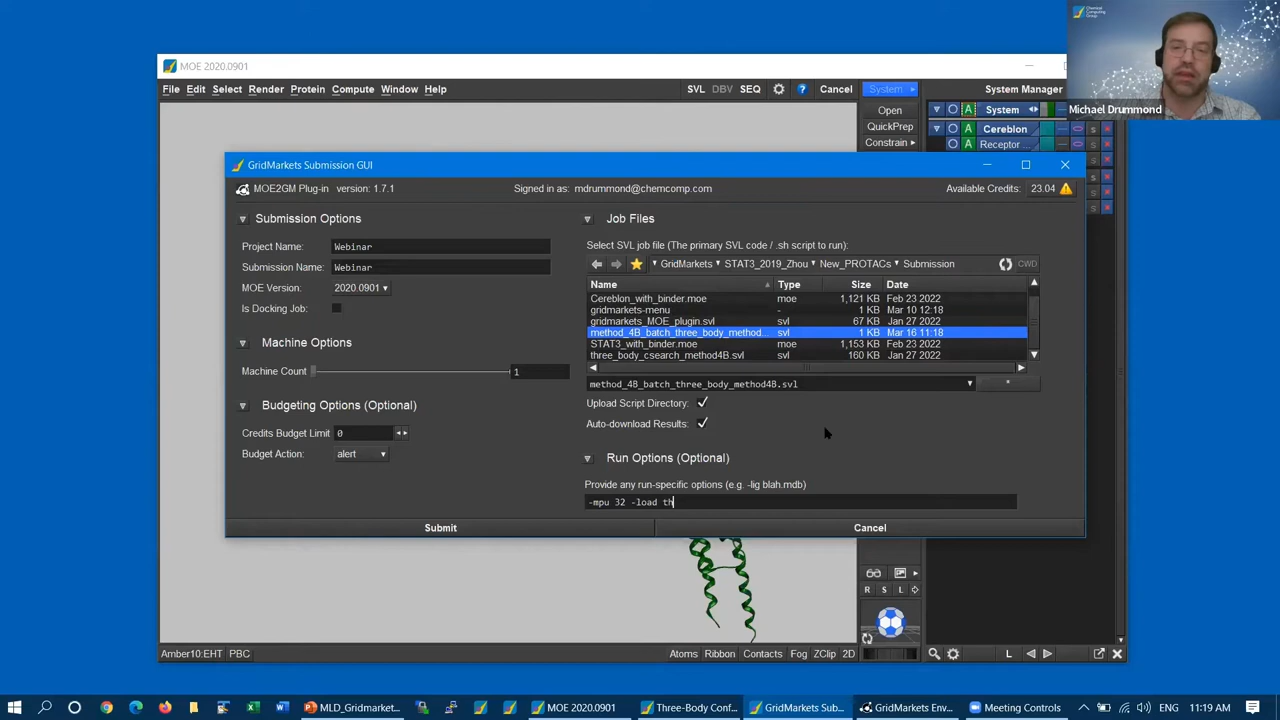 Chemical Computing Group
Michael Drummond
MOE 2020.0901
File Edit Select Render Protein Compute Window Help
SVL DBV SEQ Cancel System
System Manager
Open
QuickPrep
Constrain
System
Cerebron
Receptor ...
GridMarkets Submission GUI
MOE2GM Plug-in version: 1.7.1
Signed in as: mdrummond@chemcomp.com
Available Credits: 23.04
Submission Options
Project Name: Webinar
Submission Name: Webinar
MOE Version: 2020.0901
Is Docking Job:
Machine Options
Machine Count 1
Budgeting Options (Optional)
Credits Budget Limit 0
Budget Action: alert
Job Files
Select SVL job file (The primary SVL code / .sh script to run):
GridMarkets STAT3_2019_Zhou New_PROTACs Submission CWD
Name Type Size Date
Cereblon_with_binder.moe moe 1,121 KB Feb 23 2022
gridmarkets-menu - 1 KB Mar 10 12:18
gridmarkets_MOE_plugin.svl svl 67 KB Jan 27 2022
method_4B_batch_three_body_method... svl 1 KB Mar 16 11:18
STAT3_with_binder.moe moe 1,153 KB Feb 23 2022
three_body_csearch_method4B.svl svl 160 KB Jan 27 2022
method_4B_batch_three_body_method4B.svl *
Upload Script Directory:
Auto-download Results:
Run Options (Optional)
Provide any run-specific options (e.g. -lig blah.mdb)
-mpu 32 -load th
Submit Cancel
R S L
Amber10:EHT PBC
Atoms Ribbon Contacts Fog ZClip 2D
L
MLD_Gridmarket...
MOE 2020.0901
Three-Body Conf...
GridMarkets Sub...
GridMarkets Env...
Meeting Controls
11:19 AM